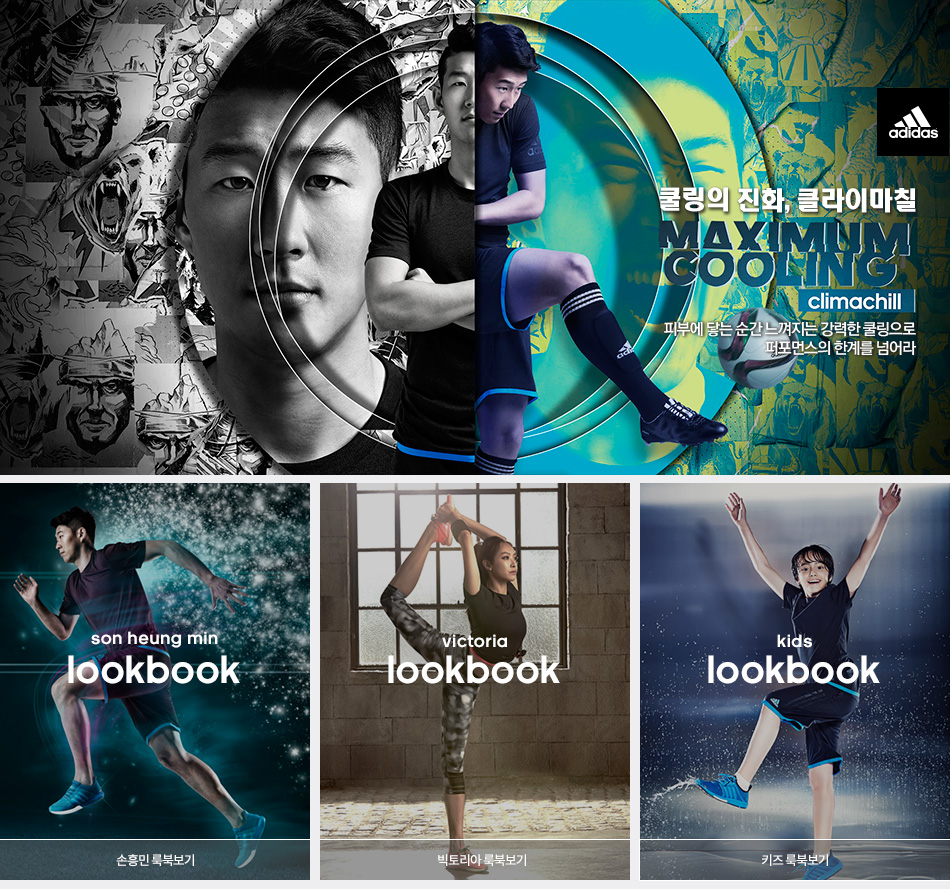 adidas
쿨링의 진화, 클라이마칠
MAXIMUM
COOLING
climachill
피부에 닿는 순간 느껴지는 강력한 쿨링으로
퍼포먼스의 한계를 넘어라
son heung min
lookbook
손흥민 룩북보기
victoria
lookbook
빅토리아 룩북보기
kids
lookbook
키즈 룩북보기